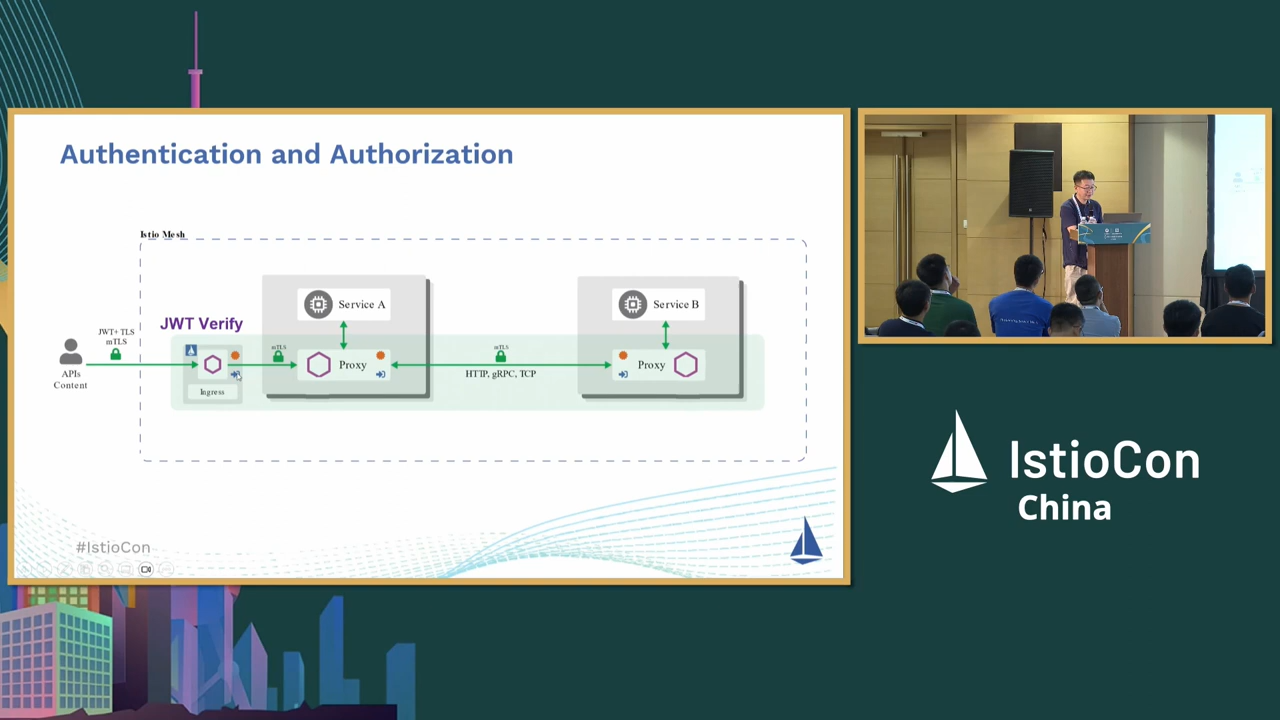 Authentication and Authorization
Istio Mesh
JWT Verify
JWT+ TLS
mTLS
APIs
Content
Ingress
mTLS
Service A
Proxy
mTLS
HTTP, gRPC, TCP
Service B
Proxy
#IstioCon
IstioCon
China